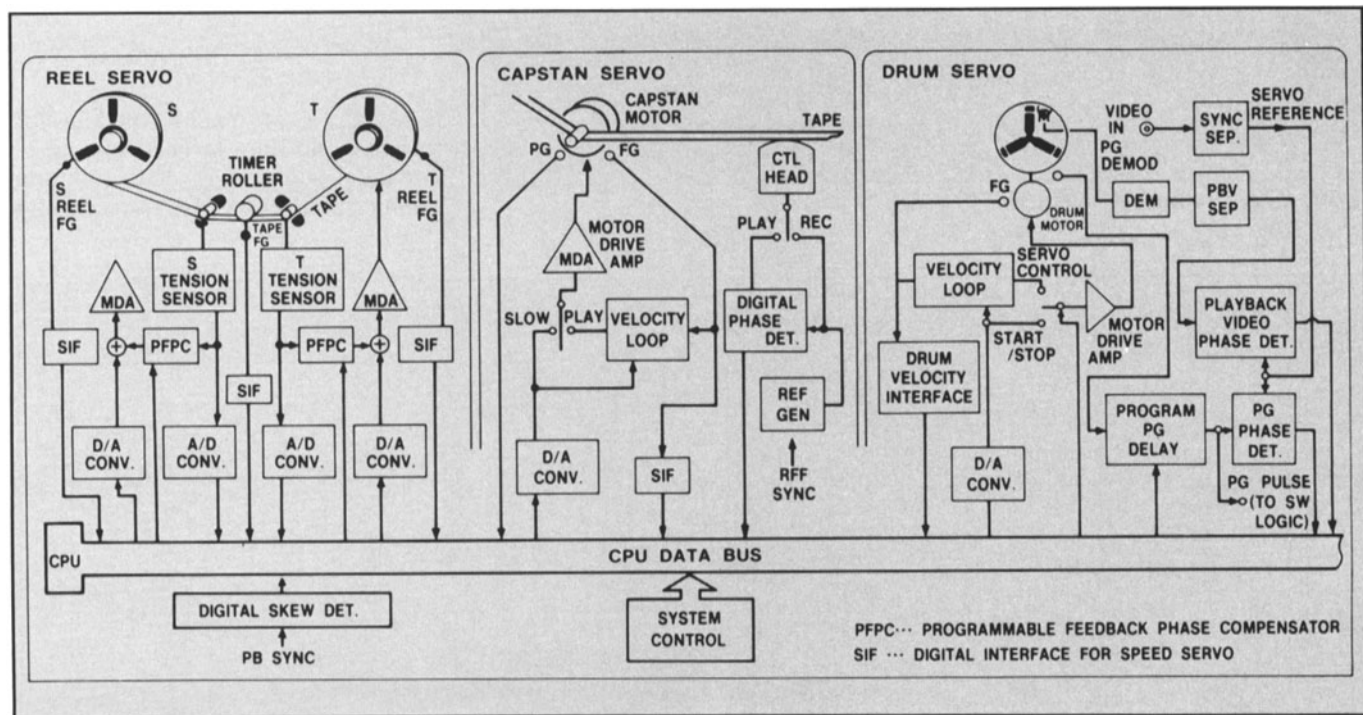 REEL SERVO
S
T
TIMER
ROLLER
S
REEL
FG
TAPE
FG
TAPE
T
REEL
FG
MDA
S
TENSION
SENSOR
T
TENSION
SENSOR
MDA
SIF
PFPC
PFPC
SIF
SIF
D/A
CONV.
A/D
CONV.
A/D
CONV.
D/A
CONV.
CAPSTAN SERVO
CAPSTAN
MOTOR
TAPE
PG
FG
CTL
HEAD
PLAY
REC
MOTOR
DRIVE
AMP
MDA
SLOW
PLAY
VELOCITY
LOOP
DIGITAL
PHASE
DET.
REF
GEN
D/A
CONV.
SIF
RFF
SYNC
DRUM SERVO
VIDEO
IN
SYNC
SEP.
SERVO
REFERENCE
PG
DEMOD
FG
DEM
PBV
SEP
DRUM
MOTOR
SERVO
CONTROL
VELOCITY
LOOP
START
/STOP
MOTOR
DRIVE
AMP
PLAYBACK
VIDEO
PHASE DET.
DRUM
VELOCITY
INTERFACE
PROGRAM
PG
DELAY
PG
PHASE
DET.
D/A
CONV.
PG PULSE
(TO SW
LOGIC)
CPU
CPU DATA BUS
DIGITAL SKEW DET.
PB SYNC
SYSTEM
CONTROL
PFPC··· PROGRAMMABLE FEEDBACK PHASE COMPENSATOR
SIF ··· DIGITAL INTERFACE FOR SPEED SERVO